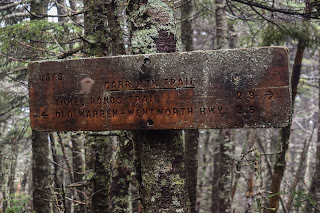 USFS
CARR MTN TRAIL
THREE PONDS TRAIL 2.9 →
← OLD WARREN-WENTWORTH HWY. 2.5